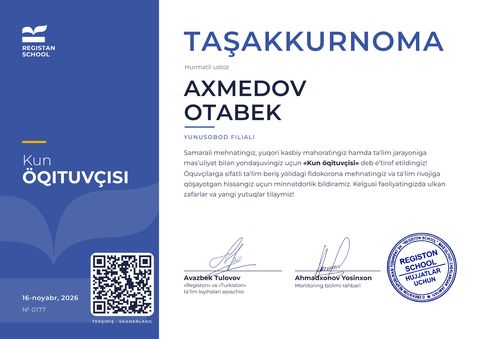 REGISTAN
SCHOOL
Kun
ÖQITUVÇISI
16-noyabr, 2026
№ 0177
TEKŞIRIŞ - SKANERLANG
TAŞAKKURNOMA
Hurmatli ustoz
AXMEDOV
OTABEK
YUNUSOBOD FILIALI
Samarali mehnatingiz, yuqori kasbiy mahoratingiz hamda ta’lim jarayoniga
mas’uliyat bilan yondaşuvingiz uçun «Kun öqituvçisi» deb e’tirof etildingiz!
Öquvçilarga sifatli ta’lim beriş yölidagi fidokorona mehnatingiz va ta’lim rivojiga
qöşayotgan hissangiz uçun minnatdorlik bildiramiz. Kelgusi faoliyatingizda ulkan
zafarlar va yangi yutuqlar tilaymiz!
Avazbek Tulovov
«Registon» va «Turkiston»
ta’lim loyihalari asosçhisi
Ahmadxonov Yosinxon
Monitoring bölimi rahbari
REGISTON
SCHOOL
HUJJATLAR
UCHUN